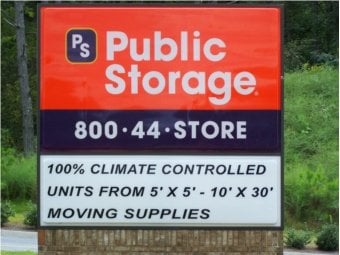 PS
Public
Storage
800·44·STORE
100% CLIMATE CONTROLLED
UNITS FROM 5' X 5' - 10' X 30'
MOVING SUPPLIES